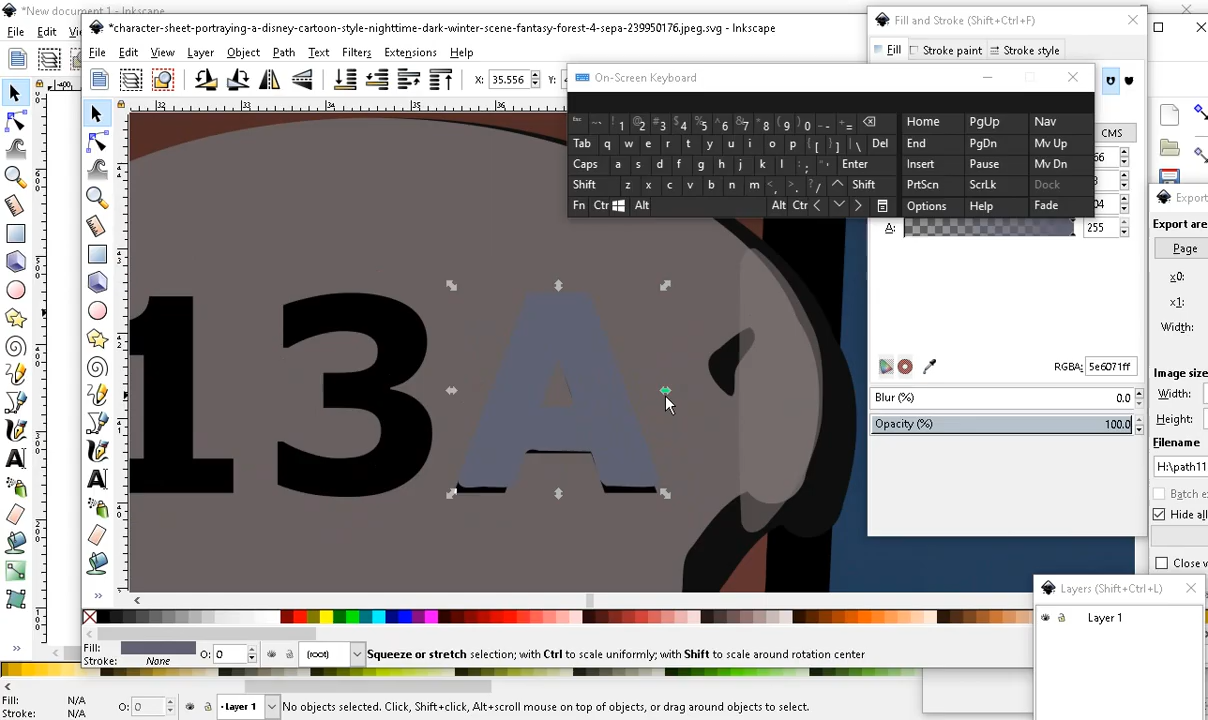 *New document 1 - Inkscape
File
Edit
*character-sheet-portraying-a-disney-cartoon-style-nighttime-dark-winter-scene-fantasy-forest-4-sepa-239950176.jpeg.svg - Inkscape
File Edit View Layer Object Path Text Filters Extensions Help
X: 35.556
Fill and Stroke (Shift+Ctrl+F)
Fill Stroke paint Stroke style
On-Screen Keyboard
Esc ~` ! 1 @ 2 # 3 $ 4 % 5 ^ 6 & 7 * 8 ( 9 ) 0 _ - + = Home PgUp Nav
Tab q w e r t y u i o p { [ } ] | \ Del End PgDn Mv Up
Caps a s d f g h j k l : ; " ' Enter Insert Pause Mv Dn
Shift z x c v b n m < , > . ? / Shift PrtScn ScrLk Dock
Fn Ctr Alt Alt Ctr Options Help Fade
CMS
A: 255
RGBA: 5e6071ff
Blur (%) 0.0
Opacity (%) 100.0
13A
Export
Export area
Page
x0:
x1:
Width:
Image size
Width:
Height:
Filename
H:\path11
Batch e
Hide all
Close v
Layers (Shift+Ctrl+L)
Layer 1
Fill:
Stroke: None
O: 0
(root)
Squeeze or stretch selection; with Ctrl to scale uniformly; with Shift to scale around rotation center
Fill: N/A
Stroke: N/A
O: 0
Layer 1
No objects selected. Click, Shift+click, Alt+scroll mouse on top of objects, or drag around objects to select.